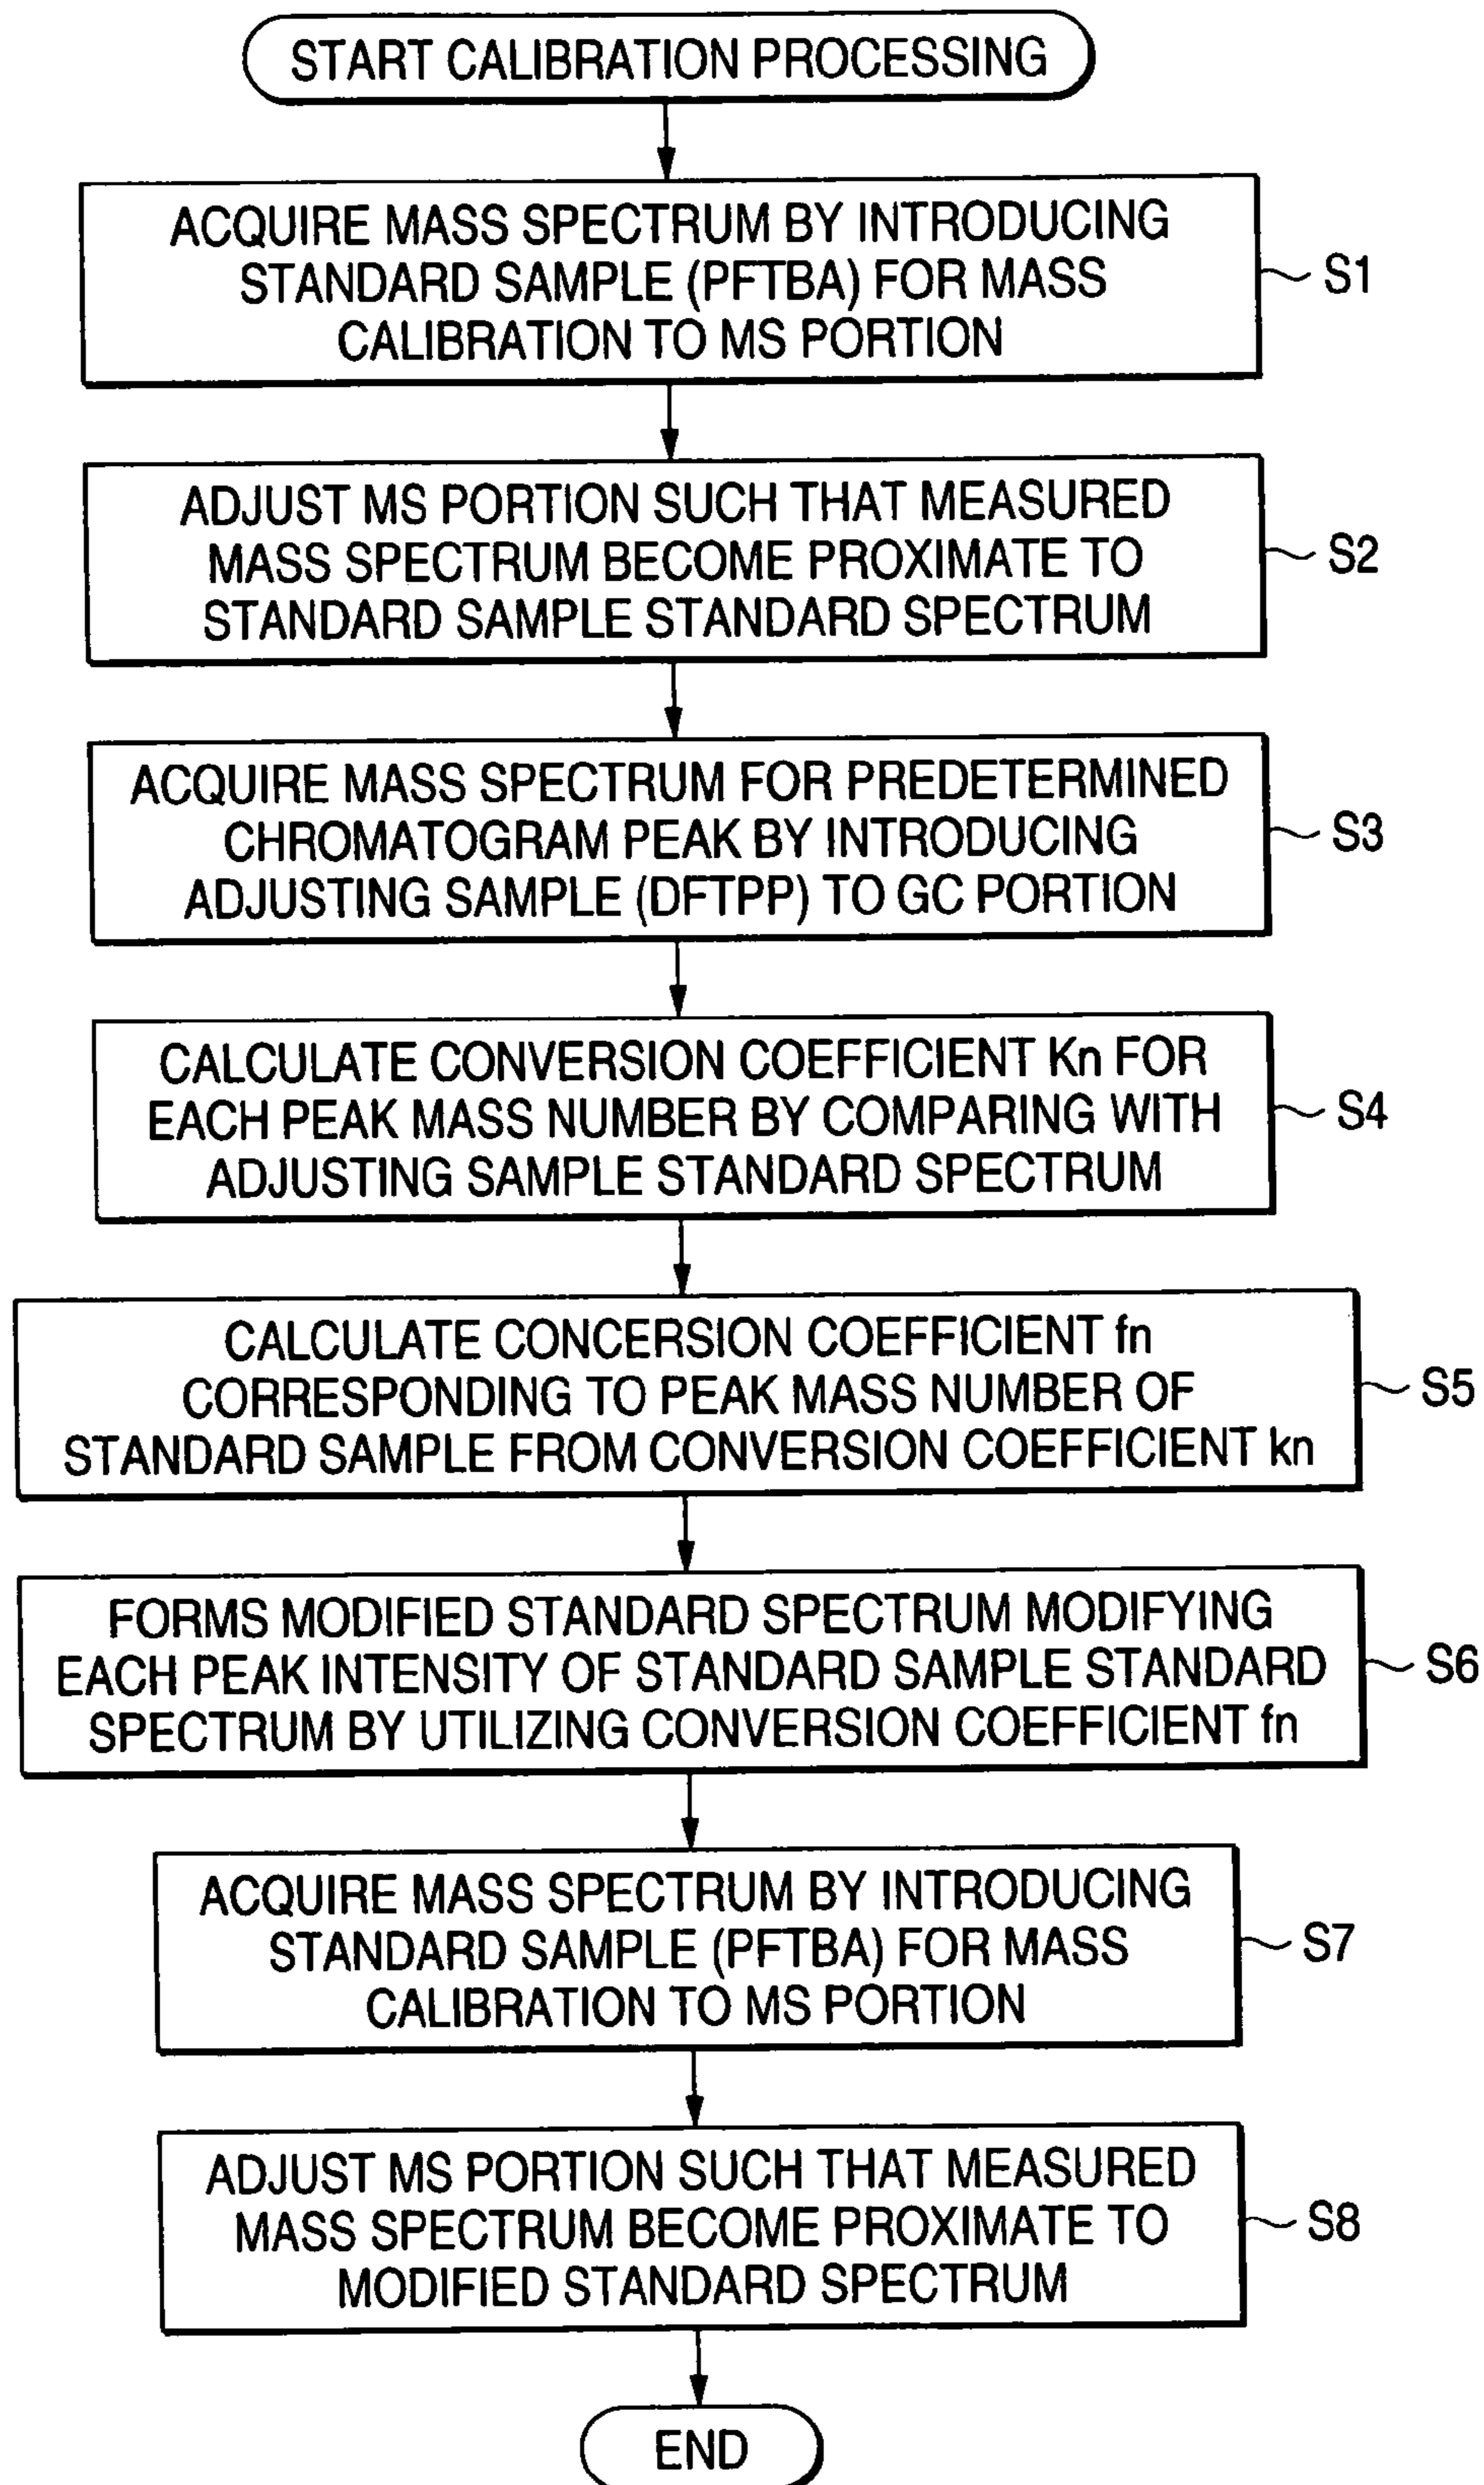 START CALIBRATION PROCESSING
ACQUIRE MASS SPECTRUM BY INTRODUCING
STANDARD SAMPLE (PFTBA) FOR MASS
CALIBRATION TO MS PORTION
S1
ADJUST MS PORTION SUCH THAT MEASURED
MASS SPECTRUM BECOME PROXIMATE TO
STANDARD SAMPLE STANDARD SPECTRUM
S2
ACQUIRE MASS SPECTRUM FOR PREDETERMINED
CHROMATOGRAM PEAK BY INTRODUCING
ADJUSTING SAMPLE (DFTPP) TO GC PORTION
S3
CALCULATE CONVERSION COEFFICIENT Kn FOR
EACH PEAK MASS NUMBER BY COMPARING WITH
ADJUSTING SAMPLE STANDARD SPECTRUM
S4
CALCULATE CONCERSION COEFFICIENT fn
CORRESPONDING TO PEAK MASS NUMBER OF
STANDARD SAMPLE FROM CONVERSION COEFFICIENT kn
S5
FORMS MODIFIED STANDARD SPECTRUM MODIFYING
EACH PEAK INTENSITY OF STANDARD SAMPLE STANDARD
SPECTRUM BY UTILIZING CONVERSION COEFFICIENT fn
S6
ACQUIRE MASS SPECTRUM BY INTRODUCING
STANDARD SAMPLE (PFTBA) FOR MASS
CALIBRATION TO MS PORTION
S7
ADJUST MS PORTION SUCH THAT MEASURED
MASS SPECTRUM BECOME PROXIMATE TO
MODIFIED STANDARD SPECTRUM
S8
END